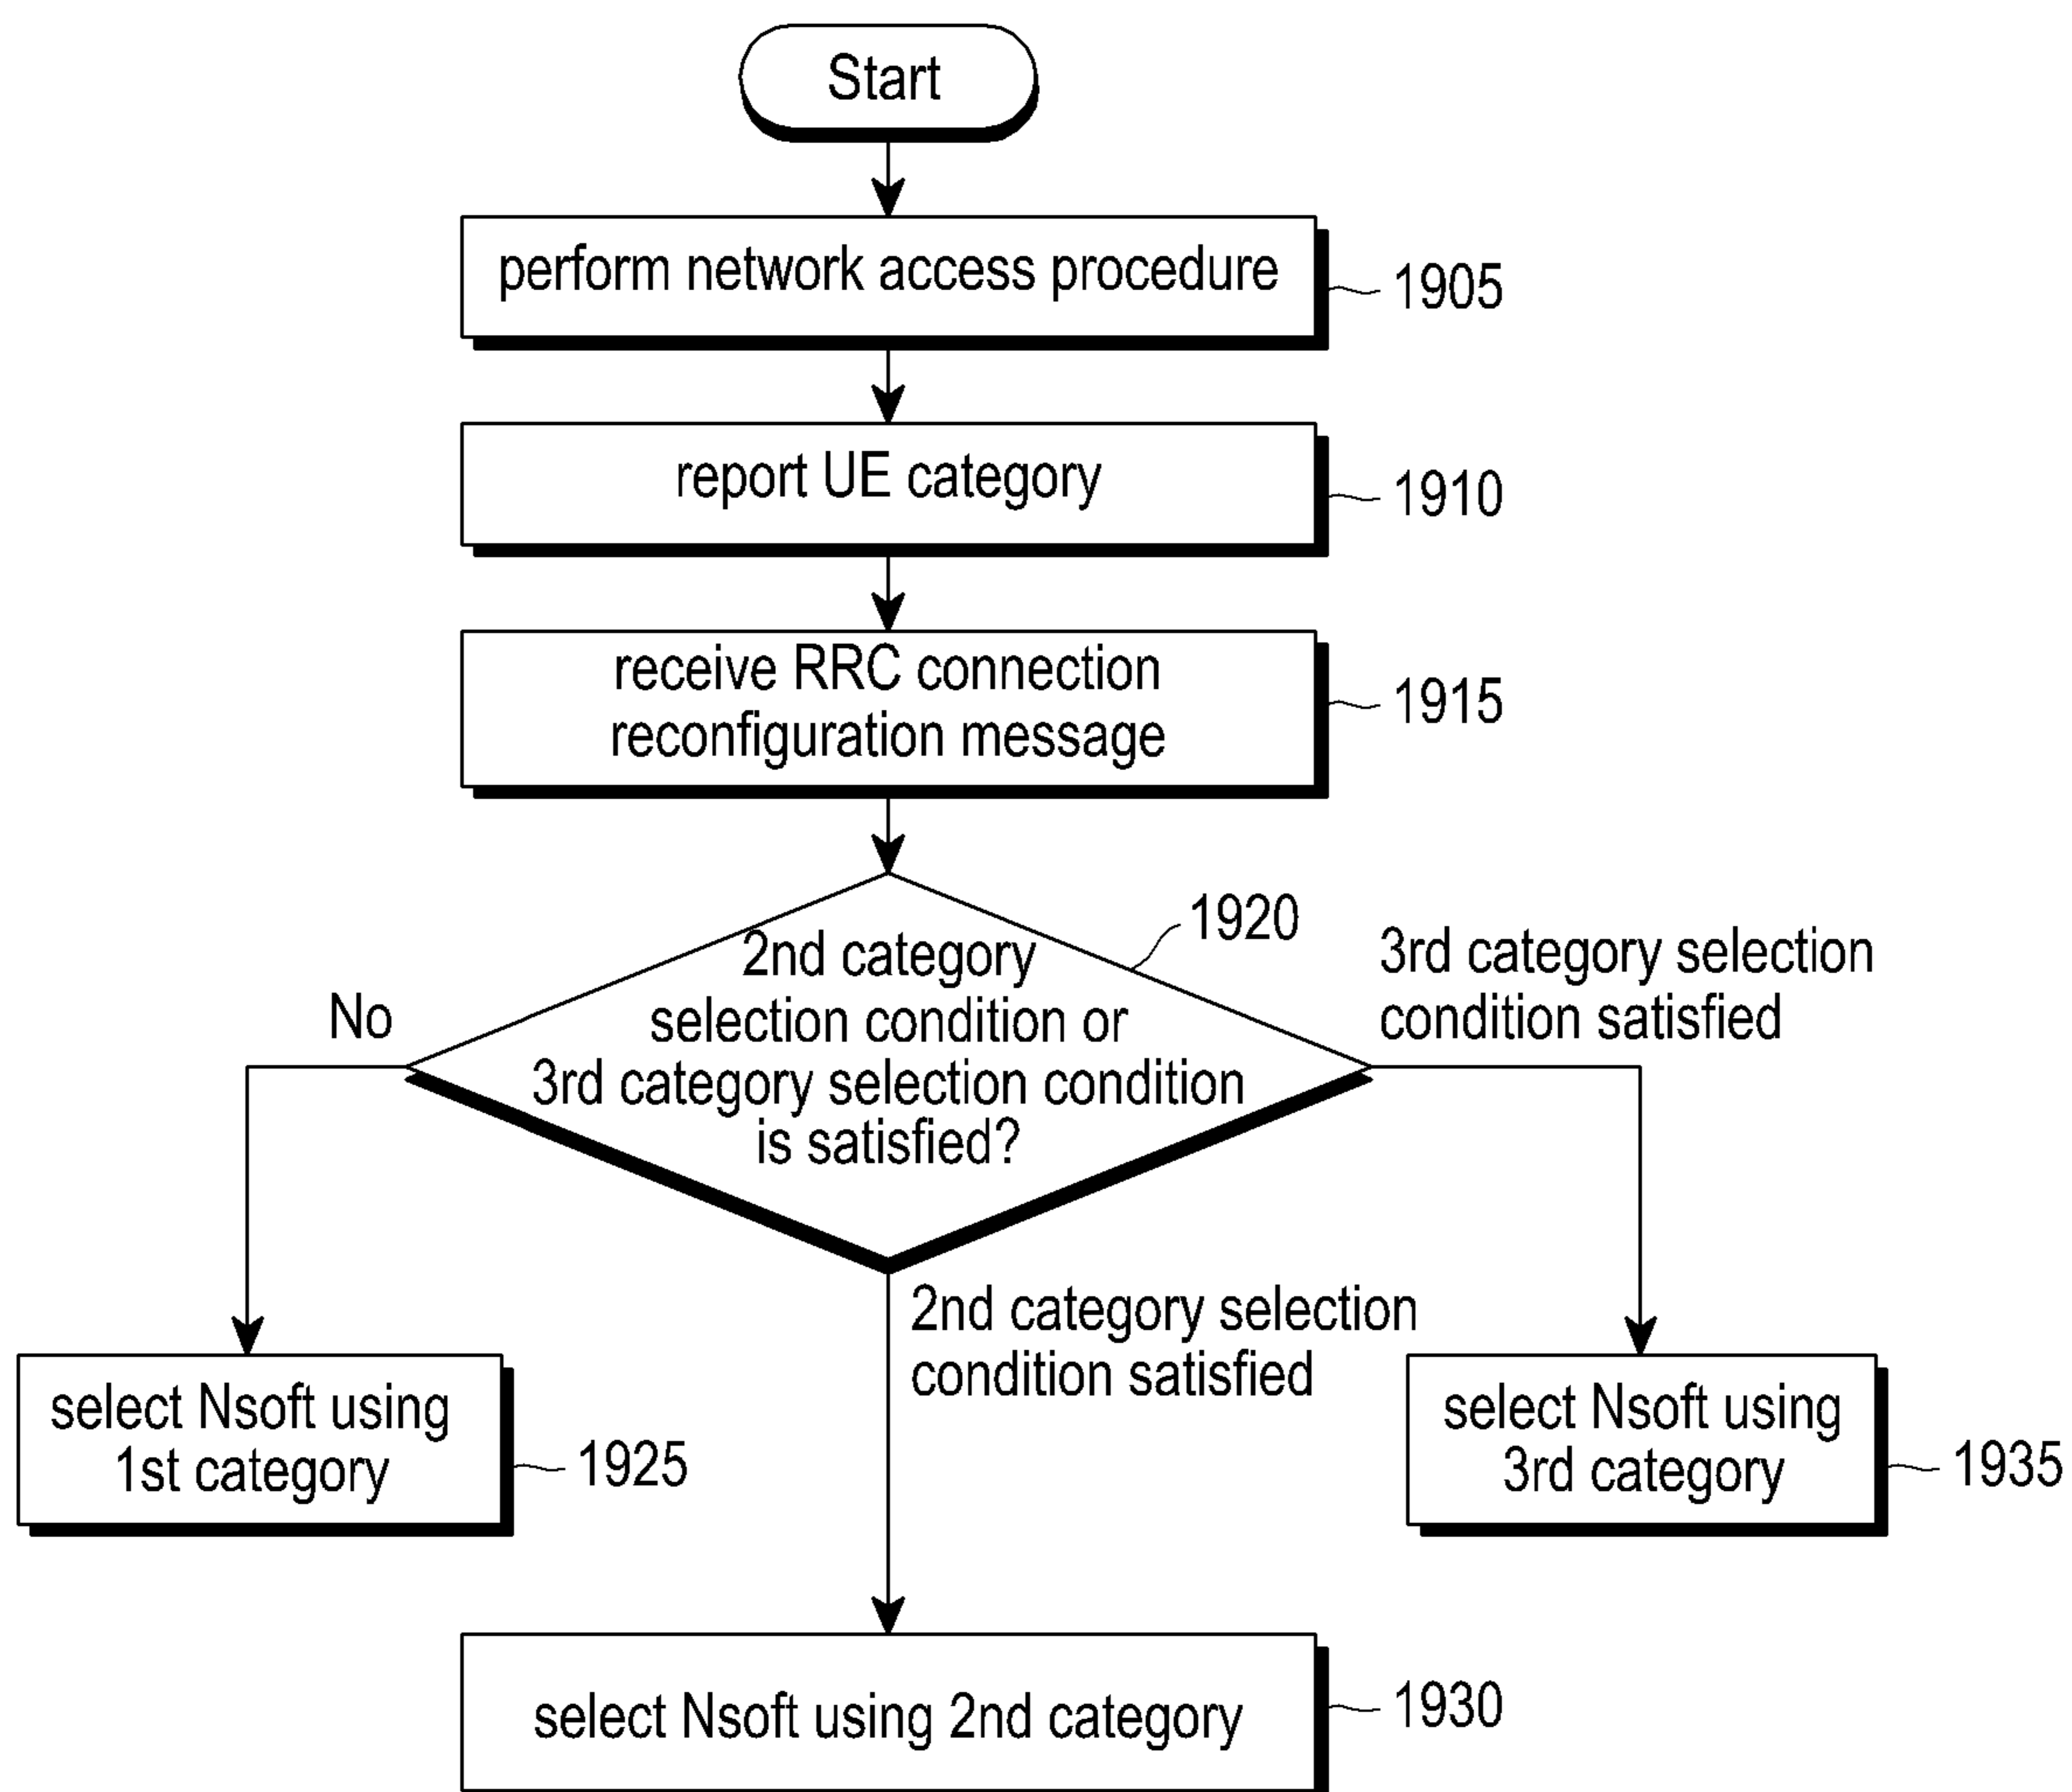 Start
perform network access procedure
1905
report UE category
1910
receive RRC connection
reconfiguration message
1915
2nd category
selection condition or
3rd category selection condition
is satisfied?
1920
No
3rd category selection
condition satisfied
2nd category selection
condition satisfied
select Nsoft using
1st category
1925
select Nsoft using
3rd category
1935
select Nsoft using 2nd category
1930